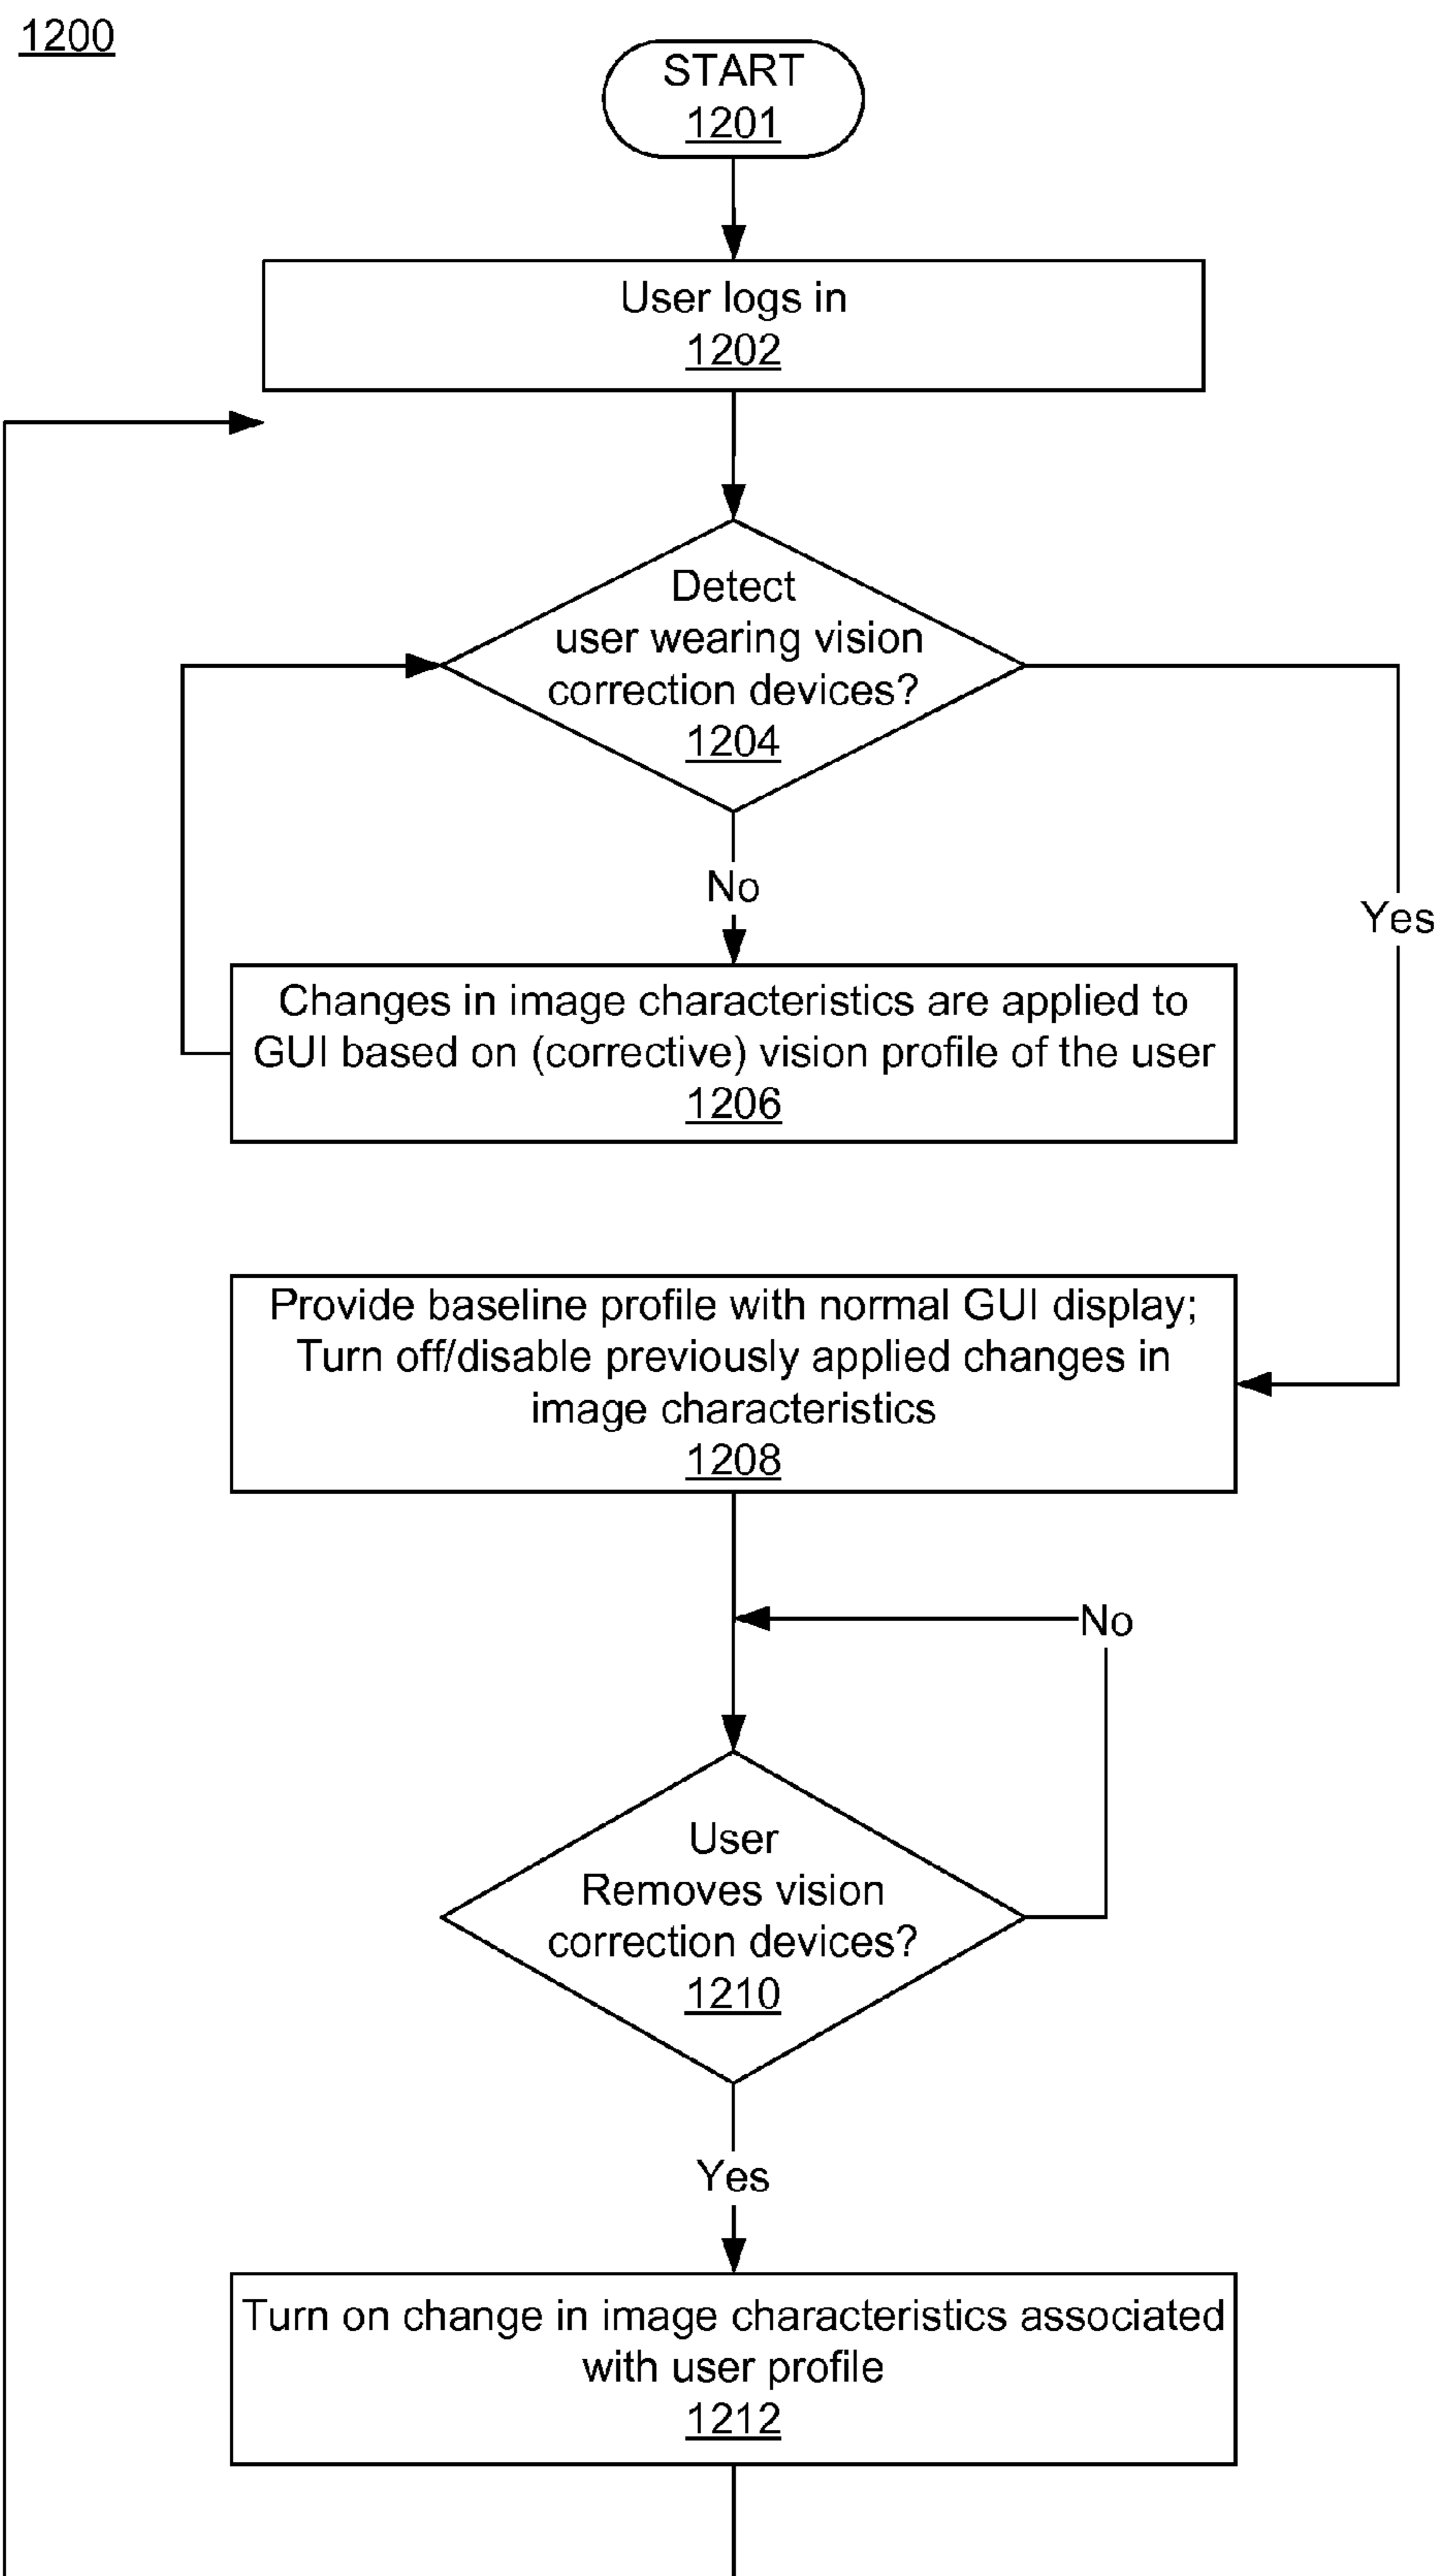 1200
START
1201
User logs in
1202
Detect
user wearing vision
correction devices?
1204
No
Yes
Changes in image characteristics are applied to
GUI based on (corrective) vision profile of the user
1206
Provide baseline profile with normal GUI display;
Turn off/disable previously applied changes in
image characteristics
1208
No
User
Removes vision
correction devices?
1210
Yes
Turn on change in image characteristics associated
with user profile
1212